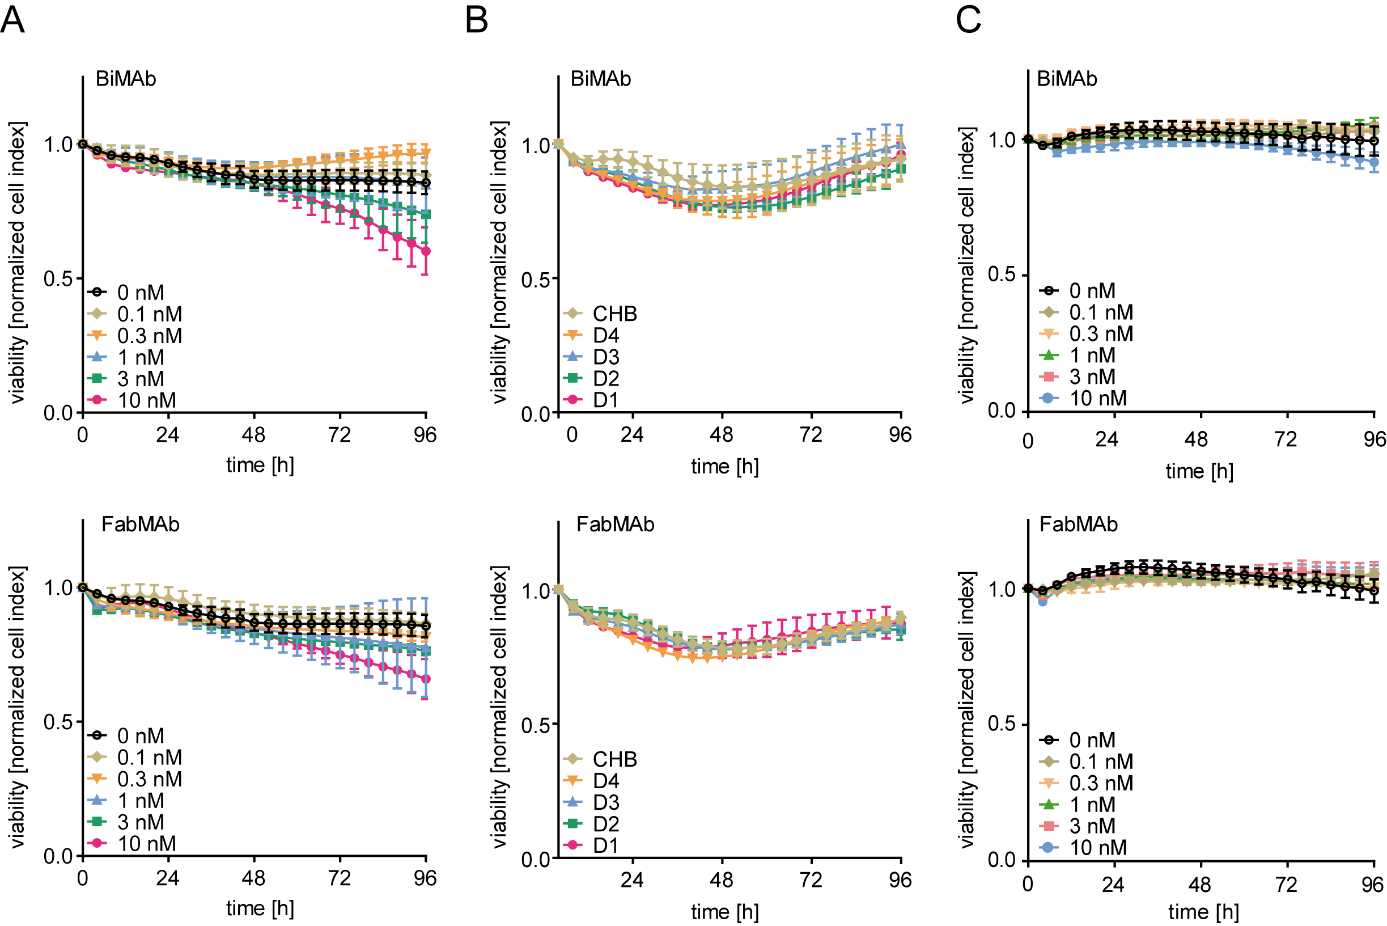 A
B
C
BiMAb
viability [normalized cell index]
1.0
0.5
0.0
0 nM
0.1 nM
0.3 nM
1 nM
3 nM
10 nM
0 24 48 72 96
time [h]
BiMAb
viability [normalized cell index]
1.0
0.5
0.0
CHB
D4
D3
D2
D1
0 24 48 72 96
time [h]
BiMAb
viability [normalized cell index]
1.0
0.5
0.0
0 nM
0.1 nM
0.3 nM
1 nM
3 nM
10 nM
0 24 48 72 96
time [h]
FabMAb
viability [normalized cell index]
1.0
0.5
0.0
0 nM
0.1 nM
0.3 nM
1 nM
3 nM
10 nM
0 24 48 72 96
time [h]
FabMAb
viability [normalized cell index]
1.0
0.5
0.0
CHB
D4
D3
D2
D1
24 48 72 96
time [h]
FabMAb
viability [normalized cell index]
1.0
0.5
0.0
0 nM
0.1 nM
0.3 nM
1 nM
3 nM
10 nM
0 24 48 72 96
time [h]